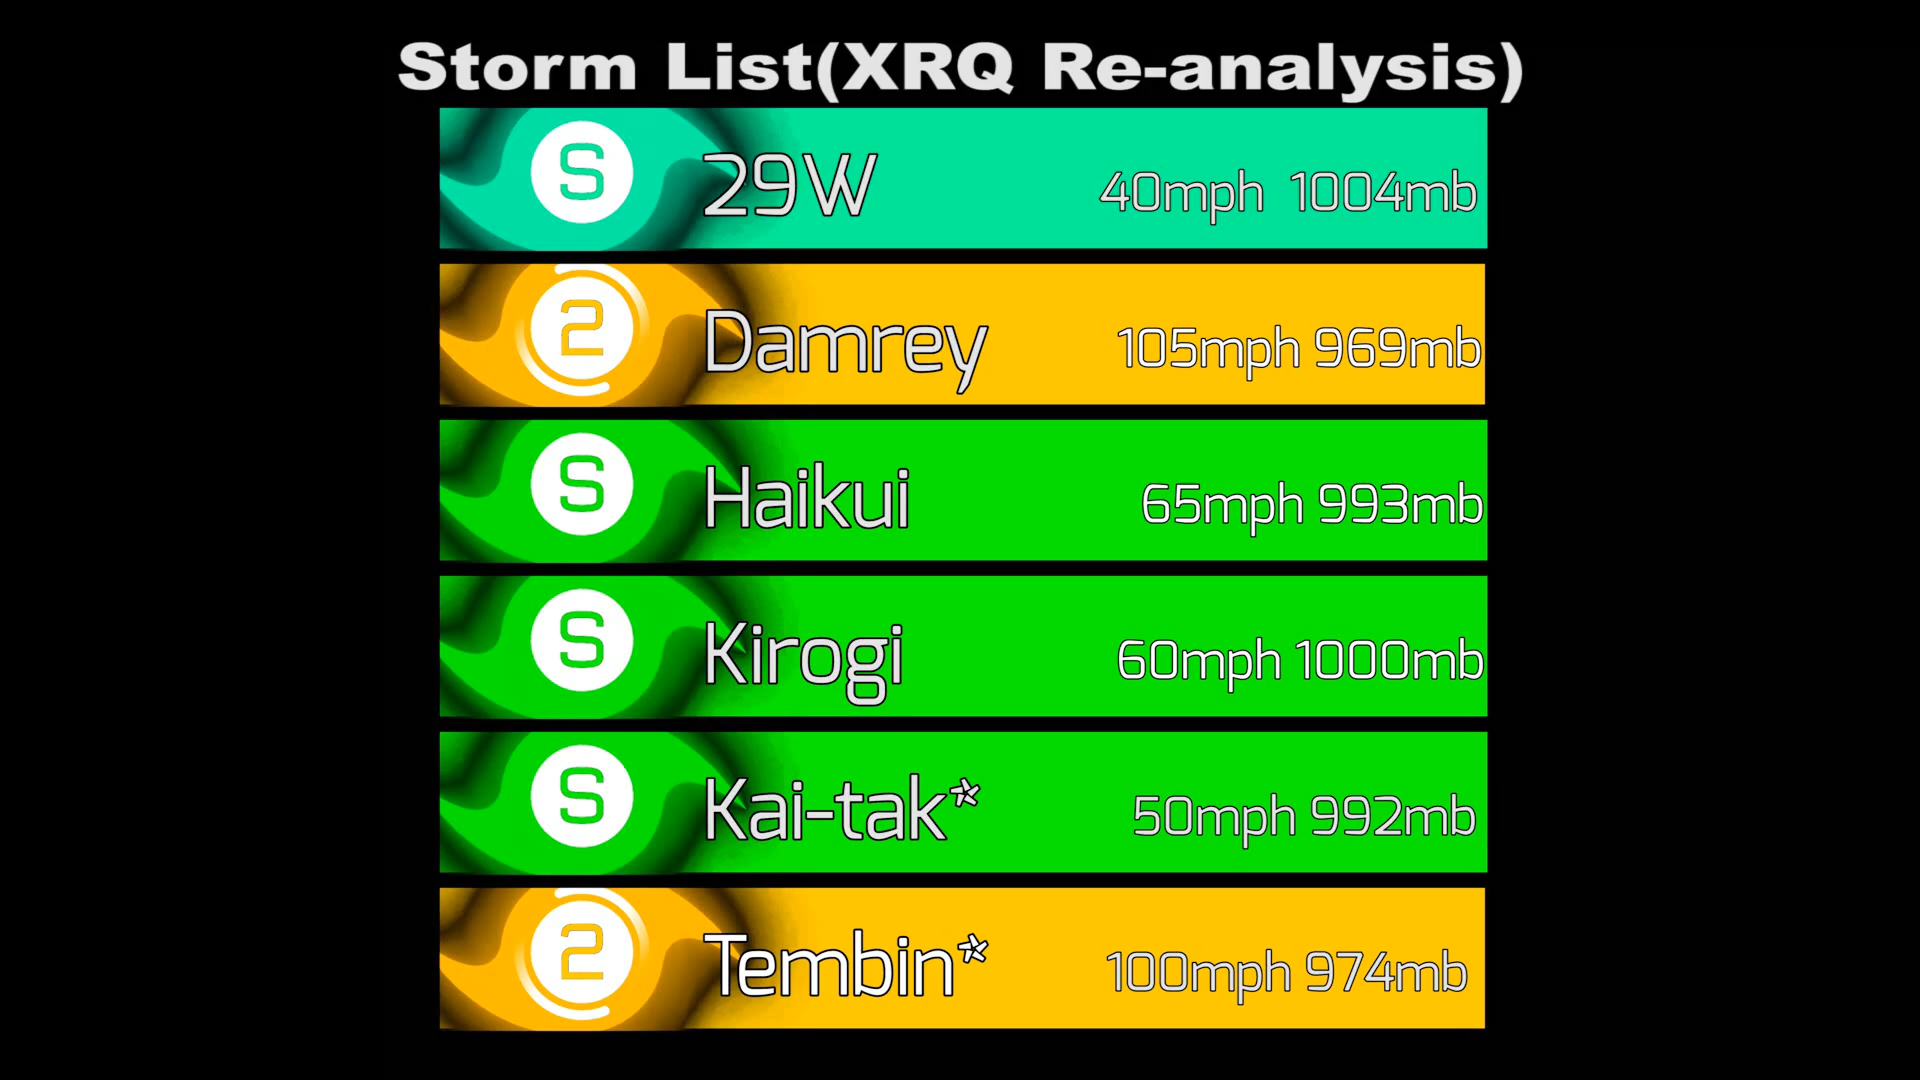 Storm List(XRQ Re-analysis)
S 29W 40mph 1004mb
2 Damrey 105mph 969mb
S Haikui 65mph 993mb
S Kirogi 60mph 1000mb
S Kai-tak* 50mph 992mb
2 Tembin* 100mph 974mb